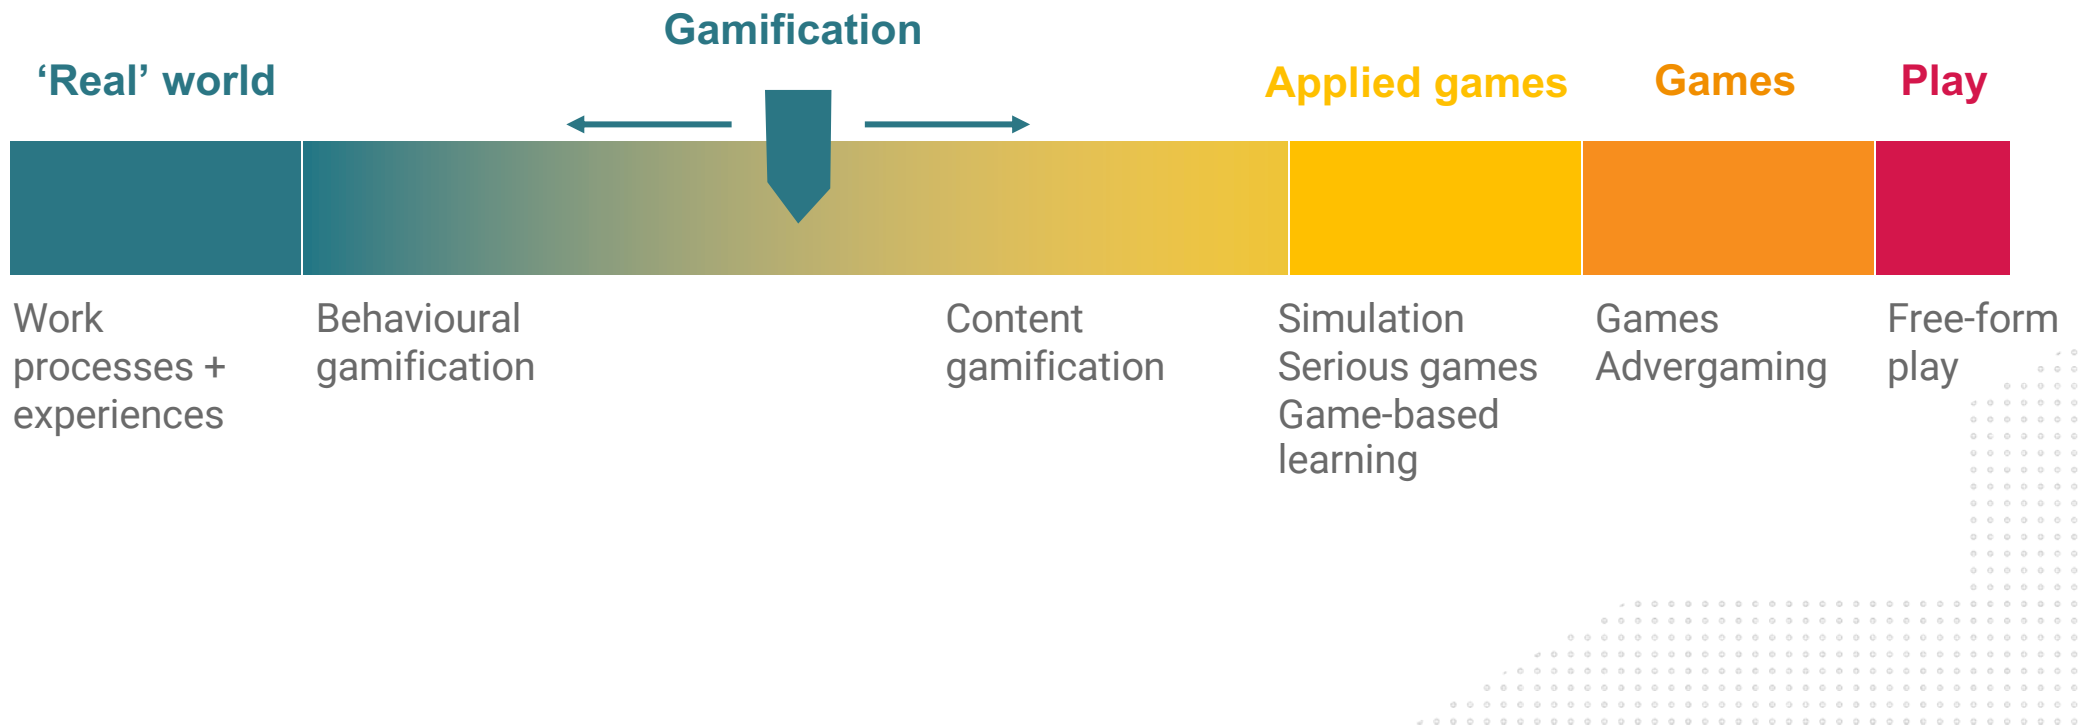 Gamification
‘Real’ world
Applied games
Games
Play
Work
processes +
experiences
Behavioural
gamification
Content
gamification
Simulation
Serious games
Game-based
learning
Games
Advergaming
Free-form
play